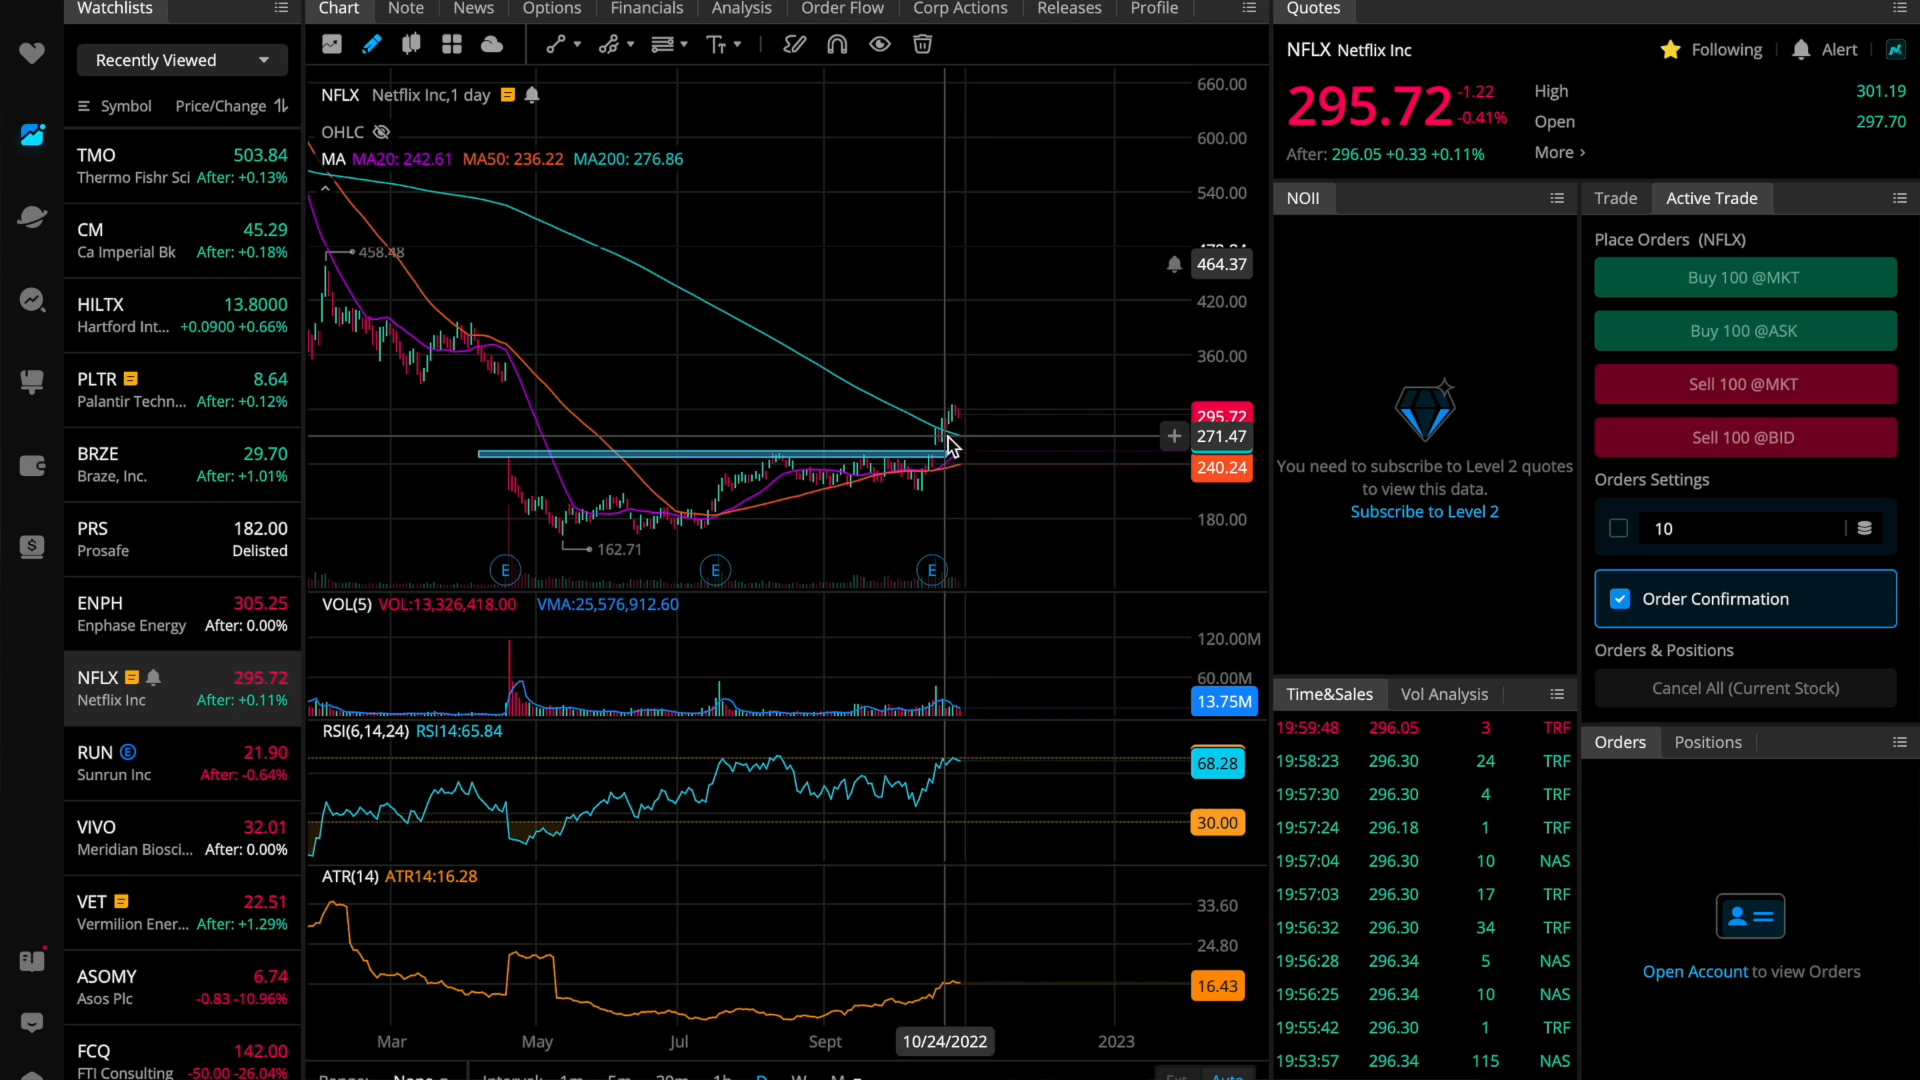 Watchlists
Recently Viewed
Symbol Price/Change
TMO 503.84
Thermo Fishr Sci After: +0.13%
CM 45.29
Ca Imperial Bk After: +0.18%
HILTX 13.8000
Hartford Int... +0.0900 +0.66%
PLTR 8.64
Palantir Techn... After: +0.12%
BRZE 29.70
Braze, Inc. After: +1.01%
PRS 182.00
Prosafe Delisted
ENPH 305.25
Enphase Energy After: 0.00%
NFLX 295.72
Netflix Inc After: +0.11%
RUN E 21.90
Sunrun Inc After: -0.64%
VIVO 32.01
Meridian Biosci... After: 0.00%
VET 22.51
Vermilion Ener... After: +1.29%
ASOMY 6.74
Asos Plc -0.83 -10.96%
FCQ 142.00
FTI Consulting -50.00 -26.04%
Chart Note News Options Financials Analysis Order Flow Corp Actions Releases Profile
NFLX Netflix Inc,1 day
OHLC
MA MA20: 242.61 MA50: 236.22 MA200: 276.86
458.48
162.71
E E E
660.00
600.00
540.00
464.37
420.00
360.00
295.72
271.47
240.24
180.00
VOL(5) VOL:13,326,418.00 VMA:25,576,912.60
120.00M
60.00M
13.75M
RSI(6,14,24) RSI14:65.84
68.28
30.00
ATR(14) ATR14:16.28
33.60
24.80
16.43
Mar May Jul Sept 10/24/2022 2023
Quotes
NFLX Netflix Inc Following Alert
295.72 -1.22 -0.41%
After: 296.05 +0.33 +0.11%
High 301.19
Open 297.70
More
NOII
You need to subscribe to Level 2 quotes
to view this data.
Subscribe to Level 2
Trade Active Trade
Place Orders (NFLX)
Buy 100 @MKT
Buy 100 @ASK
Sell 100 @MKT
Sell 100 @BID
Orders Settings
10
Order Confirmation
Orders & Positions
Cancel All (Current Stock)
Time&Sales Vol Analysis
19:59:48 296.05 3 TRF
19:58:23 296.30 24 TRF
19:57:30 296.30 4 TRF
19:57:24 296.18 1 TRF
19:57:04 296.30 10 NAS
19:57:03 296.30 17 TRF
19:56:32 296.30 34 TRF
19:56:28 296.34 5 NAS
19:56:25 296.34 10 NAS
19:55:42 296.30 1 TRF
19:53:57 296.34 115 NAS
Orders Positions
Open Account to view Orders